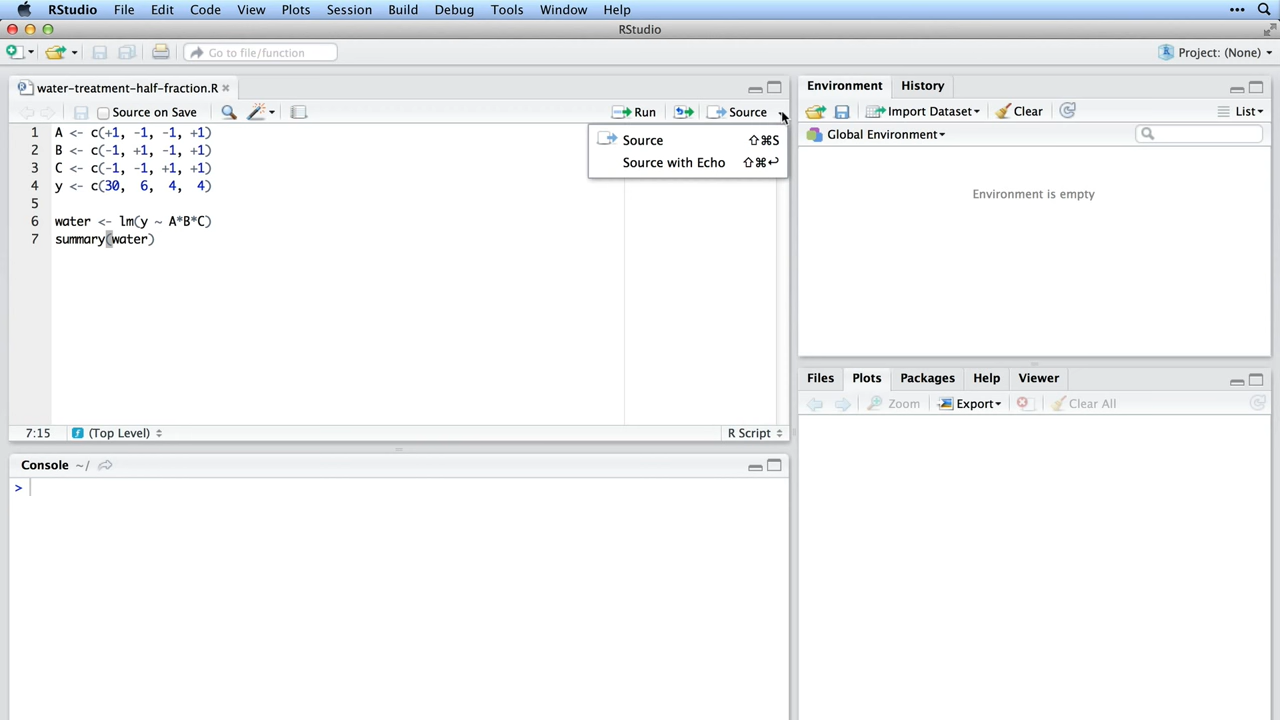 RStudio File Edit Code View Plots Session Build Debug Tools Window Help
RStudio
Go to file/function
Project: (None)
water-treatment-half-fraction.R
Source on Save Run Source
1 A <- c(+1, -1, -1, +1)
2 B <- c(-1, +1, -1, +1)
3 C <- c(-1, -1, +1, +1)
4 y <- c(30, 6, 4, 4)
5
6 water <- lm(y ~ A*B*C)
7 summary(water)
Source ⇧⌘S
Source with Echo ⇧⌘↩
7:15 (Top Level) R Script
Console ~/
>
Environment History
Import Dataset Clear List
Global Environment
Environment is empty
Files Plots Packages Help Viewer
Zoom Export Clear All